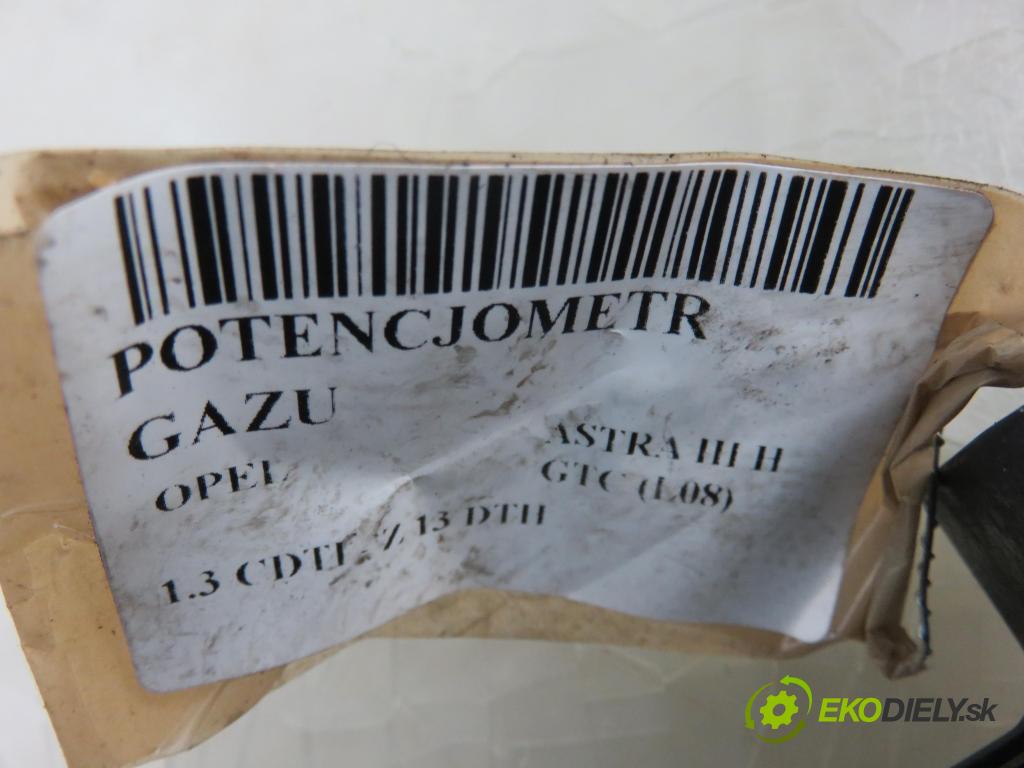 POTENCJOMETR
GAZU
OPEL
ASTRA III H
GTC (L08)
1.3 CDTI Z 13 DTH
EKODIELY.sk